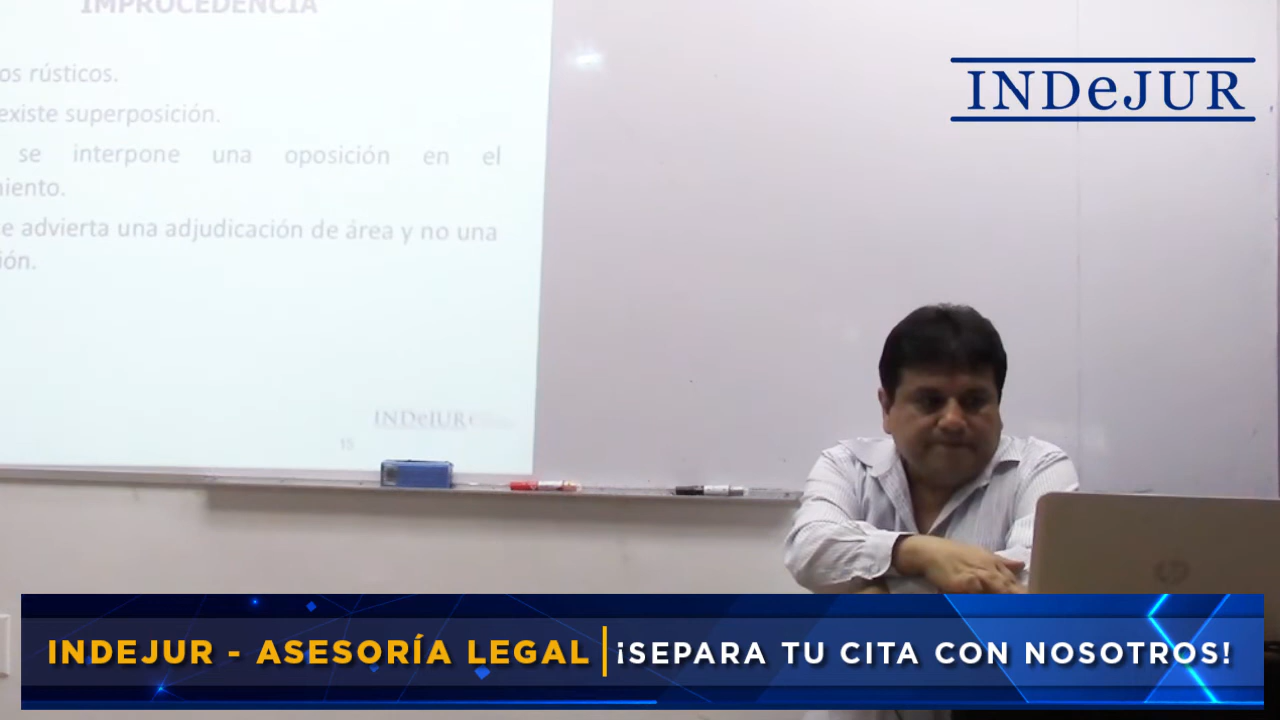 IMPROCEDENCIA
os rústicos.
existe superposición.
se interpone una oposición en el
iento.
e advierta una adjudicación de área y no una
ión.
INDeJUR
15
INDeJUR
INDEJUR - ASESORÍA LEGAL
¡SEPARA TU CITA CON NOSOTROS!